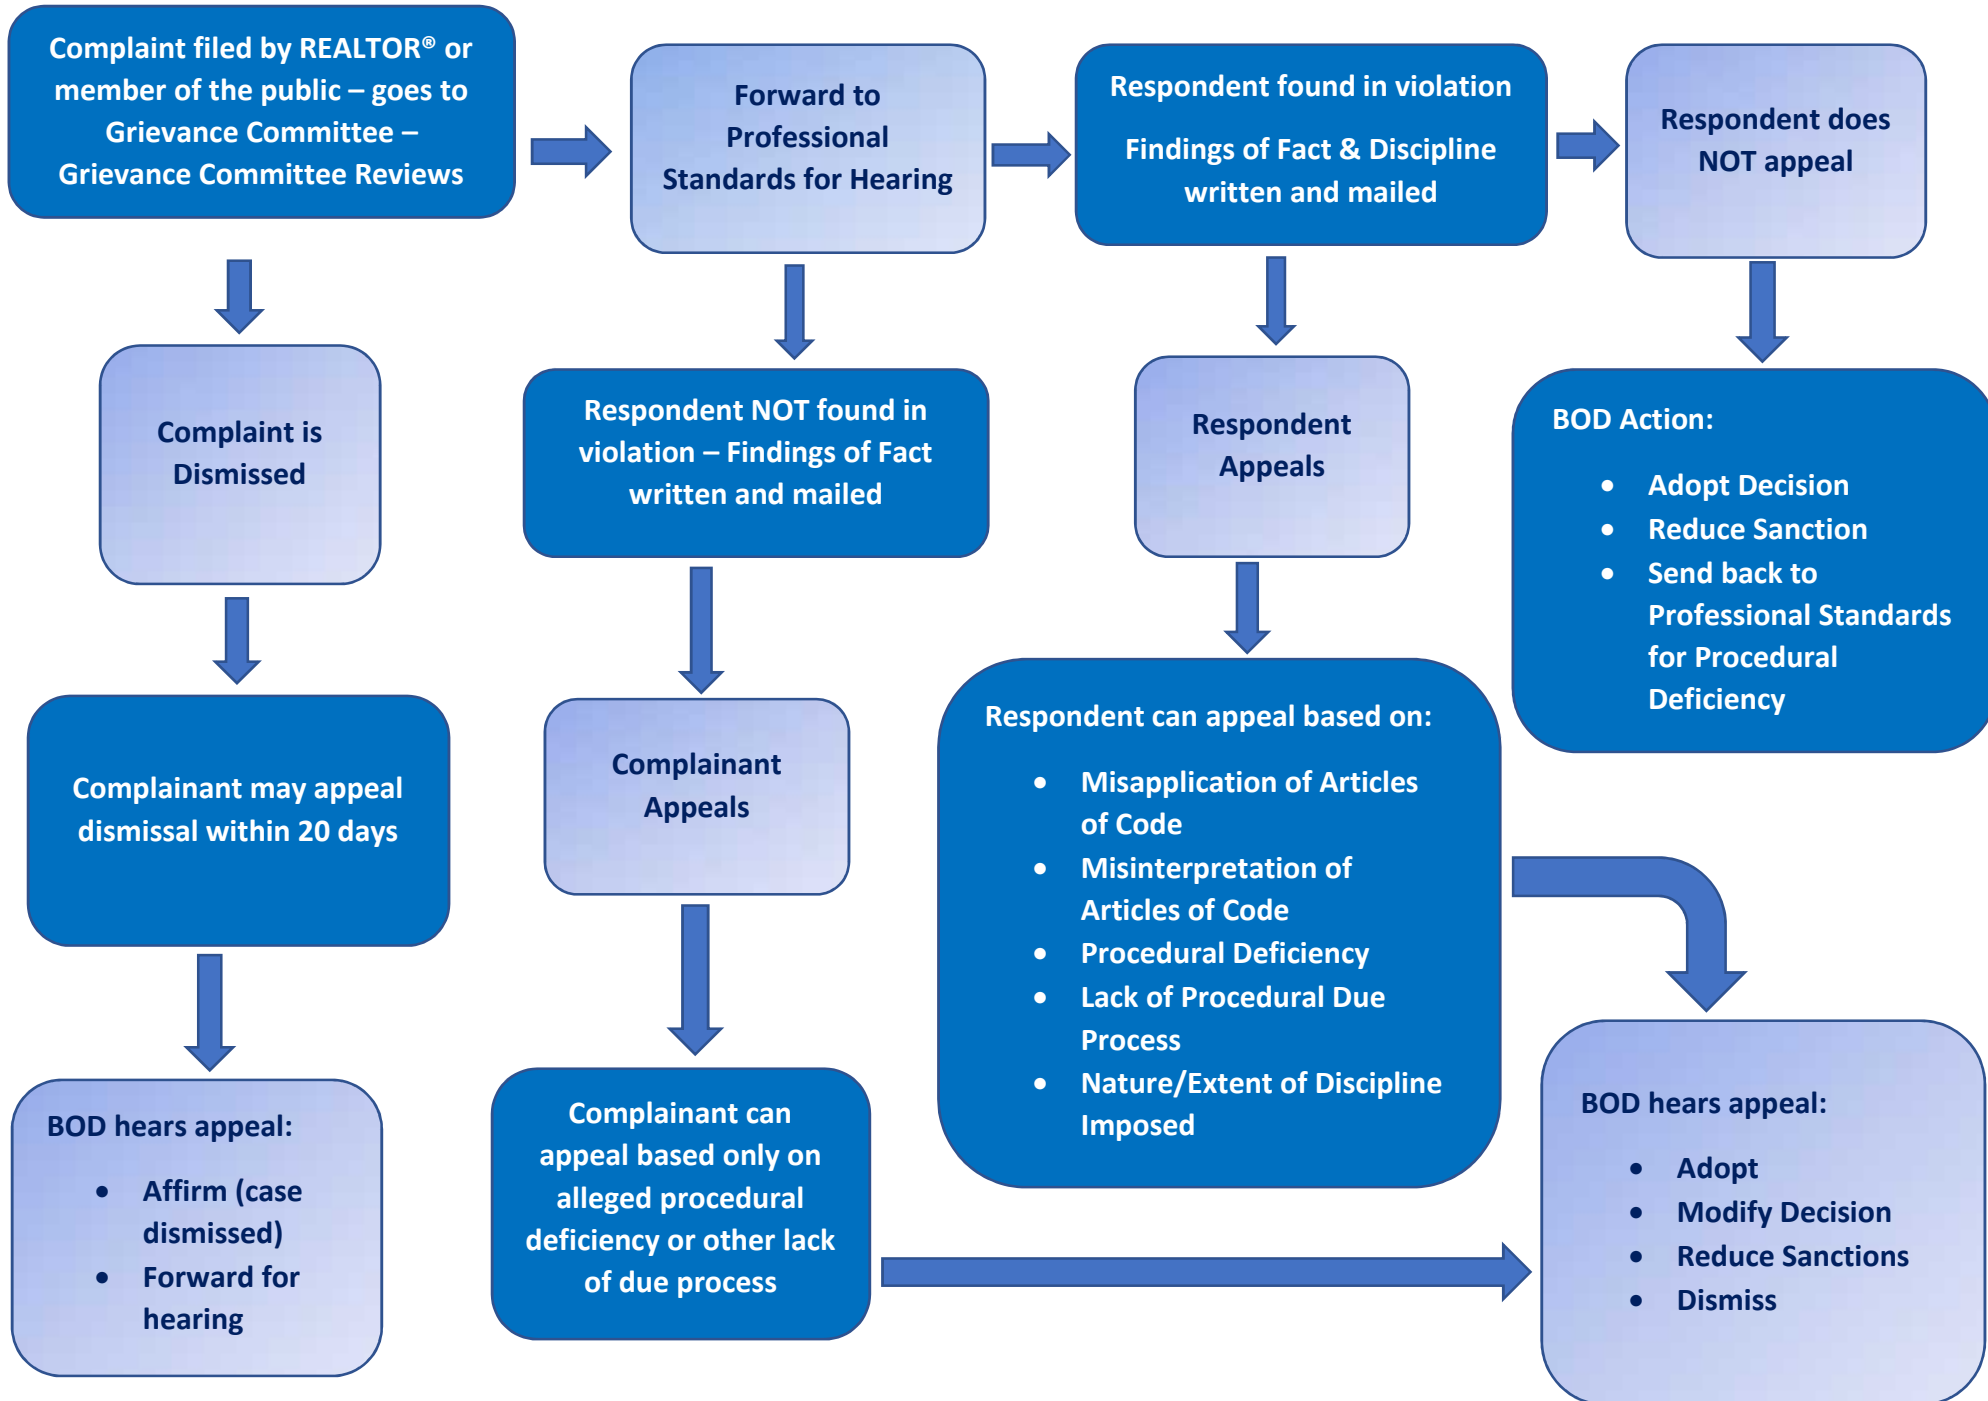 Complaint filed by REALTOR® or
member of the public – goes to
Grievance Committee –
Grievance Committee Reviews
Forward to
Professional
Standards for Hearing
Respondent found in violation
Findings of Fact & Discipline
written and mailed
Respondent does
NOT appeal
Complaint is
Dismissed
Respondent NOT found in
violation – Findings of Fact
written and mailed
Respondent
Appeals
BOD Action:
• Adopt Decision
• Reduce Sanction
• Send back to
Professional Standards
for Procedural
Deficiency
Complainant may appeal
dismissal within 20 days
Complainant
Appeals
Respondent can appeal based on:
• Misapplication of Articles
of Code
• Misinterpretation of
Articles of Code
• Procedural Deficiency
• Lack of Procedural Due
Process
• Nature/Extent of Discipline
Imposed
BOD hears appeal:
• Affirm (case
dismissed)
• Forward for
hearing
Complainant can
appeal based only on
alleged procedural
deficiency or other lack
of due process
BOD hears appeal:
• Adopt
• Modify Decision
• Reduce Sanctions
• Dismiss